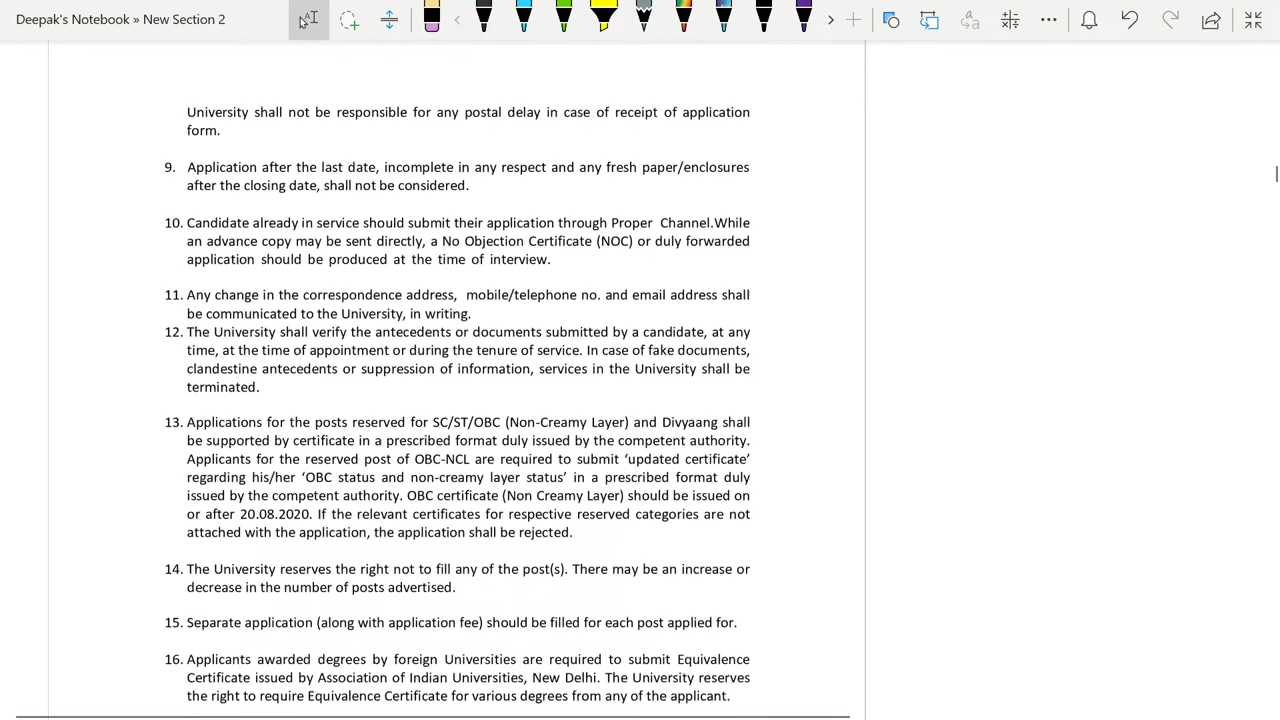 Deepak's Notebook » New Section 2
University shall not be responsible for any postal delay in case of receipt of application
form.
9. Application after the last date, incomplete in any respect and any fresh paper/enclosures
after the closing date, shall not be considered.
10. Candidate already in service should submit their application through Proper Channel.While
an advance copy may be sent directly, a No Objection Certificate (NOC) or duly forwarded
application should be produced at the time of interview.
11. Any change in the correspondence address, mobile/telephone no. and email address shall
be communicated to the University, in writing.
12. The University shall verify the antecedents or documents submitted by a candidate, at any
time, at the time of appointment or during the tenure of service. In case of fake documents,
clandestine antecedents or suppression of information, services in the University shall be
terminated.
13. Applications for the posts reserved for SC/ST/OBC (Non-Creamy Layer) and Divyaang shall
be supported by certificate in a prescribed format duly issued by the competent authority.
Applicants for the reserved post of OBC-NCL are required to submit ‘updated certificate’
regarding his/her ‘OBC status and non-creamy layer status’ in a prescribed format duly
issued by the competent authority. OBC certificate (Non Creamy Layer) should be issued on
or after 20.08.2020. If the relevant certificates for respective reserved categories are not
attached with the application, the application shall be rejected.
14. The University reserves the right not to fill any of the post(s). There may be an increase or
decrease in the number of posts advertised.
15. Separate application (along with application fee) should be filled for each post applied for.
16. Applicants awarded degrees by foreign Universities are required to submit Equivalence
Certificate issued by Association of Indian Universities, New Delhi. The University reserves
the right to require Equivalence Certificate for various degrees from any of the applicant.